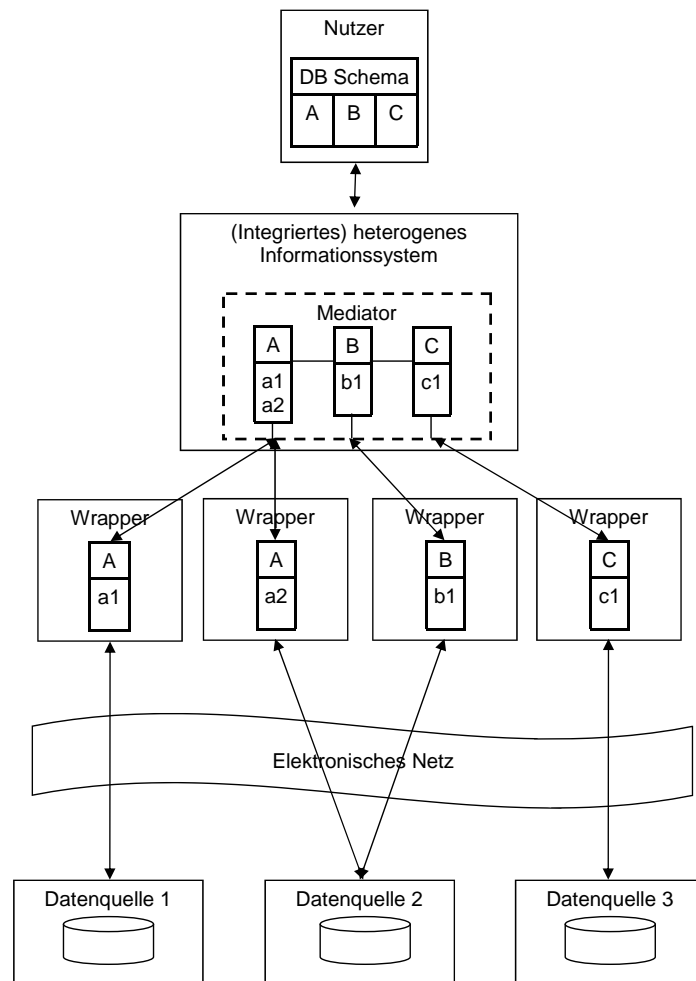 Nutzer
DB Schema
A B C
(Integriertes) heterogenes
Informationssystem
Mediator
A B C
a1 b1 c1
a2
Wrapper Wrapper Wrapper Wrapper
A A B C
a1 a2 b1 c1
Elektronisches Netz
Datenquelle 1 Datenquelle 2 Datenquelle 3